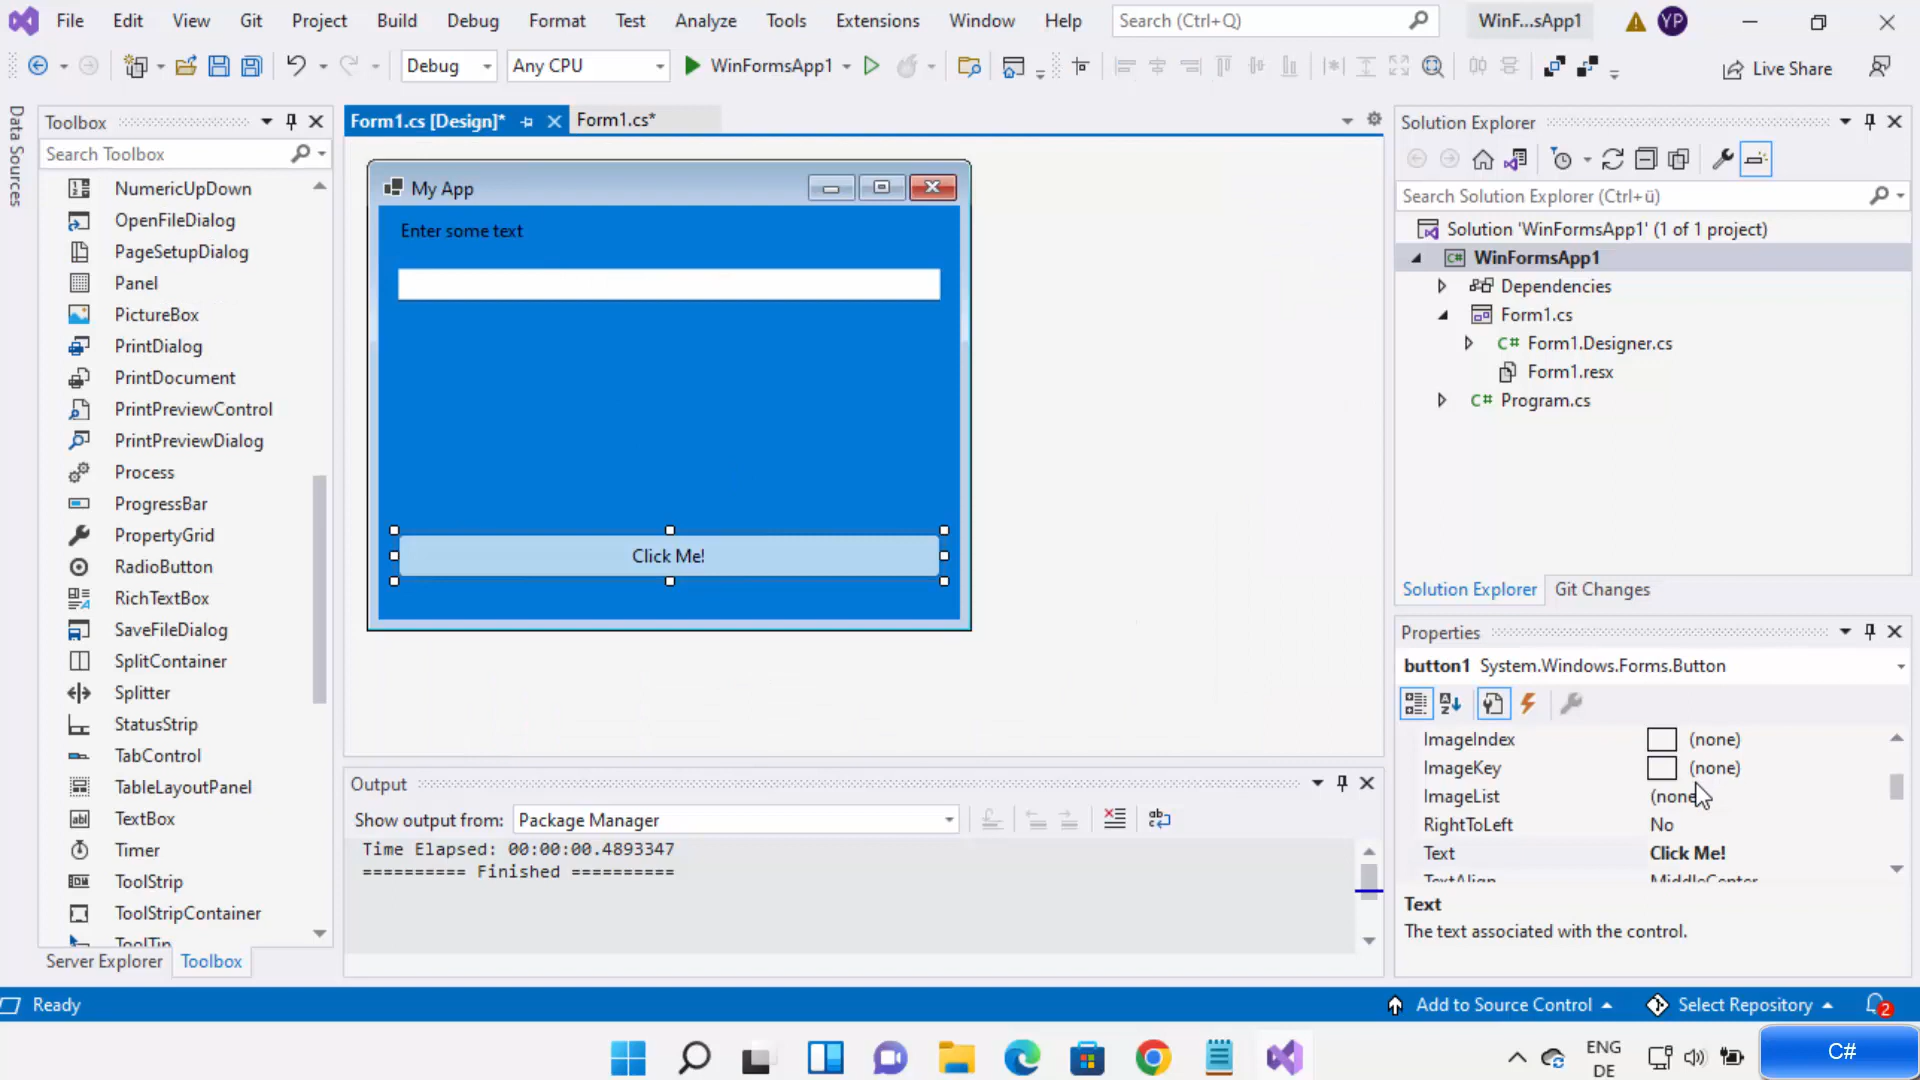 File Edit View Git Project Build Debug Format Test Analyze Tools Extensions Window Help Search (Ctrl+Q) WinF...sApp1 YP
Debug Any CPU WinFormsApp1 Live Share
Data Sources
Toolbox
Search Toolbox
NumericUpDown
OpenFileDialog
PageSetupDialog
Panel
PictureBox
PrintDialog
PrintDocument
PrintPreviewControl
PrintPreviewDialog
Process
ProgressBar
PropertyGrid
RadioButton
RichTextBox
SaveFileDialog
SplitContainer
Splitter
StatusStrip
TabControl
TableLayoutPanel
TextBox
Timer
ToolStrip
ToolStripContainer
ToolTip
Server Explorer Toolbox
Form1.cs [Design]* Form1.cs*
My App
Enter some text
Click Me!
Output
Show output from: Package Manager
Time Elapsed: 00:00:00.4893347
========== Finished ==========
Solution Explorer
Search Solution Explorer (Ctrl+ü)
Solution 'WinFormsApp1' (1 of 1 project)
WinFormsApp1
Dependencies
Form1.cs
C# Form1.Designer.cs
Form1.resx
C# Program.cs
Solution Explorer Git Changes
Properties
button1 System.Windows.Forms.Button
ImageIndex (none)
ImageKey (none)
ImageList (none
RightToLeft No
Text Click Me!
TextAlign MiddleCenter
Text
The text associated with the control.
Ready Add to Source Control Select Repository 2
ENG
DE
C#